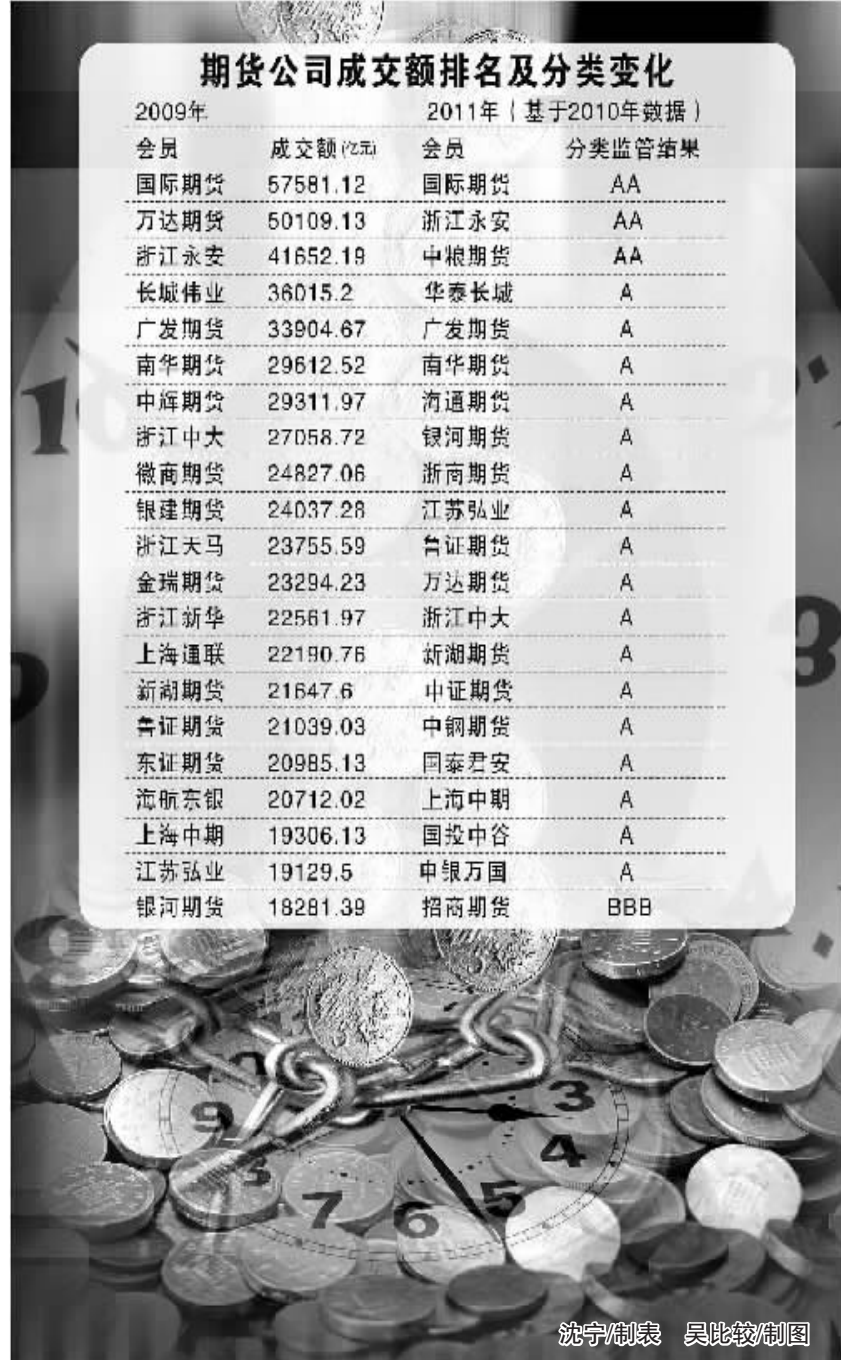 期货公司成交额排名及分类变化
2009年 2011年(基于2010年数据)
会员 成交额(亿元) 会员 分类监管结果
国际期货 57581.12 国际期货 AA
万达期货 50109.13 浙江永安 AA
浙江永安 41652.19 中粮期货 AA
长城伟业 36015.2 华泰长城 A
广发期货 33904.67 广发期货 A
南华期货 29612.52 南华期货 A
中辉期货 29311.97 海通期货 A
浙江中大 27058.72 银河期货 A
徽商期货 24827.06 浙商期货 A
银建期货 24037.28 江苏弘业 A
浙江天马 23755.59 鲁证期货 A
金瑞期货 23294.23 万达期货 A
浙江新华 22561.97 浙江中大 A
上海通联 22190.76 新湖期货 A
新湖期货 21647.6 中证期货 A
鲁证期货 21039.03 中钢期货 A
东证期货 20985.13 国泰君安 A
海航东银 20712.02 上海中期 A
上海中期 19306.13 国投中谷 A
江苏弘业 19129.5 申银万国 A
银河期货 18281.39 招商期货 BBB
9 3
3 4
7 6 5
沈宁/制表 吴比较/制图